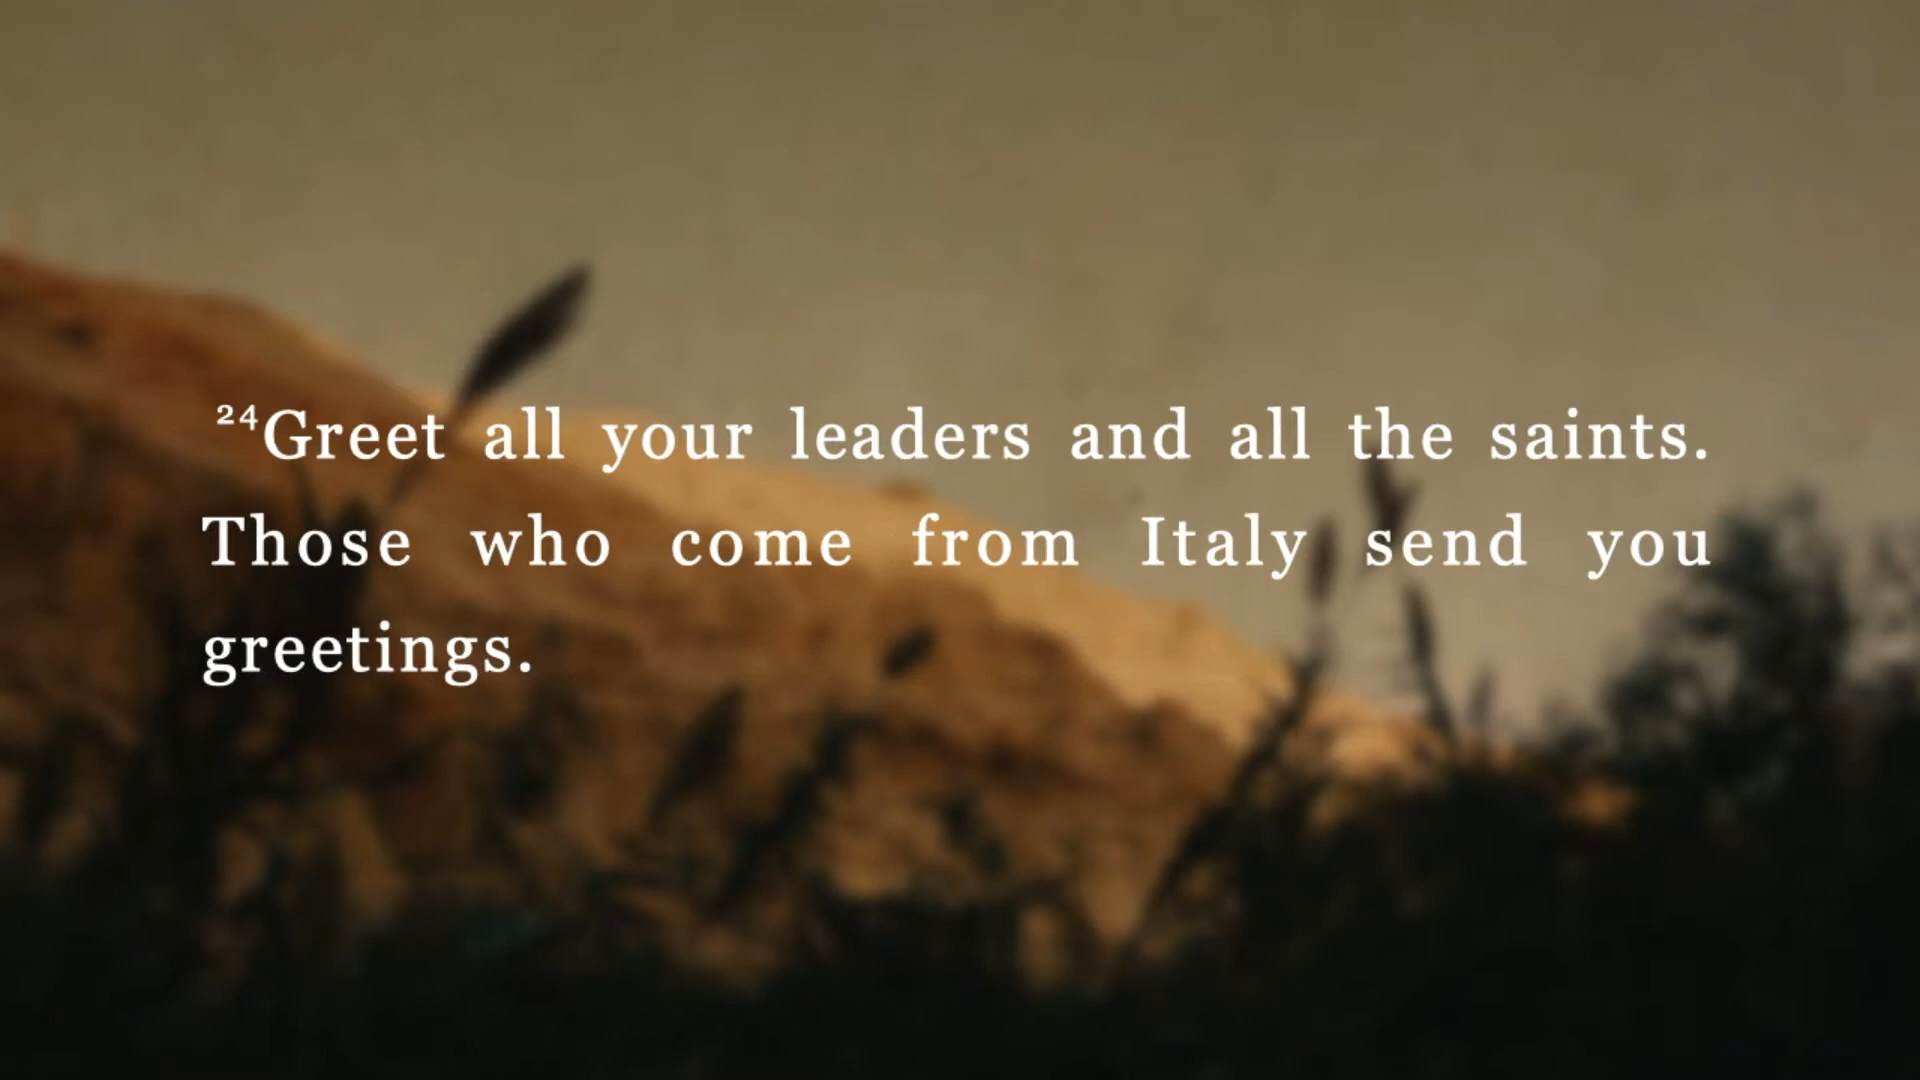 ²⁴Greet all your leaders and all the saints.
Those who come from Italy send you
greetings.